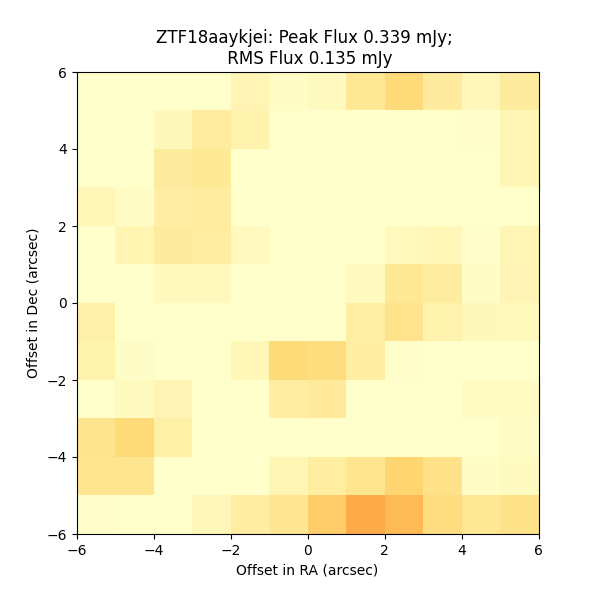 ZTF18aaykjei: Peak Flux 0.339 mJy;
RMS Flux 0.135 mJy
6
4
2
0
−2
−4
−6
Offset in Dec (arcsec)
−6 −4 −2 0 2 4 6
Offset in RA (arcsec)